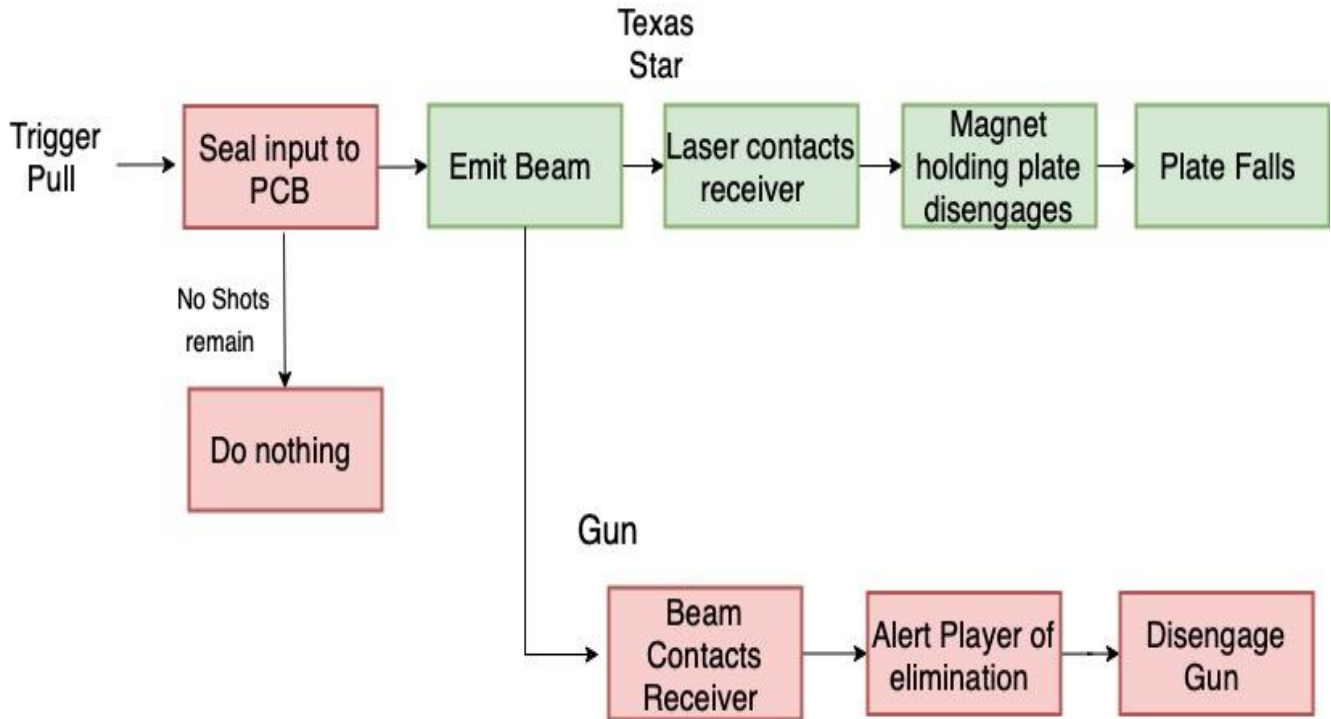 Texas
Star
Trigger
Pull
Seal input to
PCB
Emit Beam
Laser contacts
receiver
Magnet
holding plate
disengages
Plate Falls
No Shots
remain
Do nothing
Gun
Beam
Contacts
Receiver
Alert Player of
elimination
Disengage
Gun